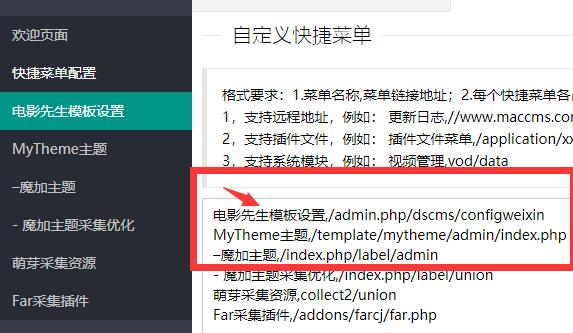 欢迎页面
快捷菜单配置
电影先生模板设置
MyTheme主题
–魔加主题
- 魔加主题采集优化
萌芽采集资源
Far采集插件
自定义快捷菜单
格式要求：1.菜单名称,菜单链接地址；2.每个快捷菜单各
1，支持远程地址，例如： 更新日志,//www.maccms.com
2，支持插件文件，例如： 插件文件菜单,/application/xx
3，支持系统模块，例如： 视频管理,vod/data
电影先生模板设置,/admin.php/dscms/configweixin
MyTheme主题,/template/mytheme/admin/index.php
–魔加主题,/index.php/label/admin
- 魔加主题采集优化,/index.php/label/union
萌芽采集资源,collect2/union
Far采集插件,/addons/farcj/far.php